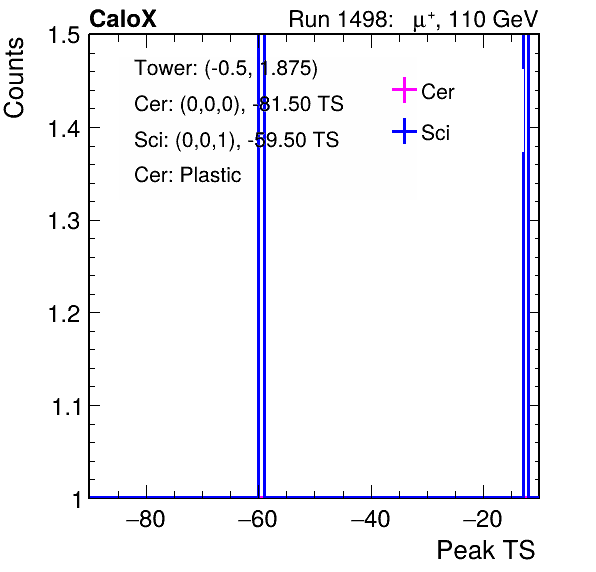 CaloX Run 1498: μ⁺, 110 GeV
Counts
1.5
1.4
1.3
1.2
1.1
1
Tower: (-0.5, 1.875)
Cer: (0,0,0), -81.50 TS
Sci: (0,0,1), -59.50 TS
Cer: Plastic
Cer
Sci
−80 −60 −40 −20
Peak TS